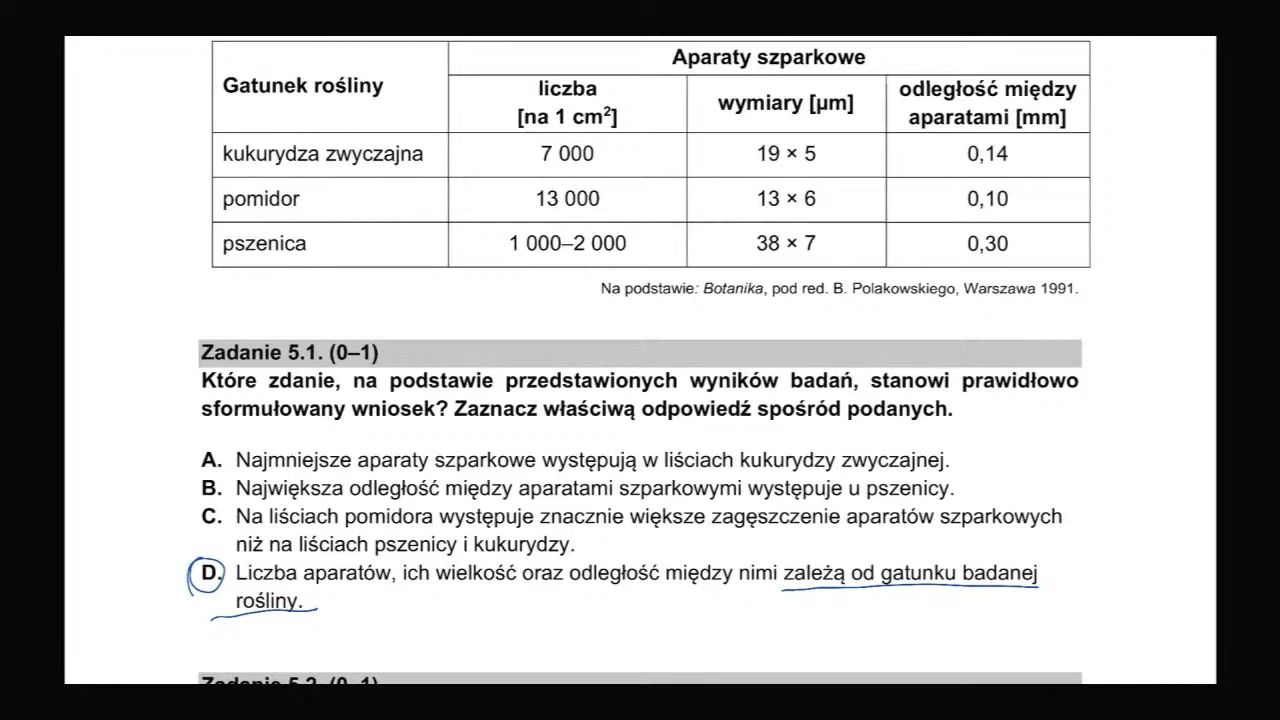 Gatunek rośliny
Aparaty szparkowe
liczba
[na 1 cm²]
wymiary [µm]
odległość między
aparatami [mm]
kukurydza zwyczajna 7 000 19 × 5 0,14
pomidor 13 000 13 × 6 0,10
pszenica 1 000–2 000 38 × 7 0,30
Na podstawie: Botanika, pod red. B. Polakowskiego, Warszawa 1991.
Zadanie 5.1. (0–1)
Które zdanie, na podstawie przedstawionych wyników badań, stanowi prawidłowo
sformułowany wniosek? Zaznacz właściwą odpowiedź spośród podanych.
A. Najmniejsze aparaty szparkowe występują w liściach kukurydzy zwyczajnej.
B. Największa odległość między aparatami szparkowymi występuje u pszenicy.
C. Na liściach pomidora występuje znacznie większe zagęszczenie aparatów szparkowych
niż na liściach pszenicy i kukurydzy.
D. Liczba aparatów, ich wielkość oraz odległość między nimi zależą od gatunku badanej
rośliny.
Zadanie 5.2. (0–1)